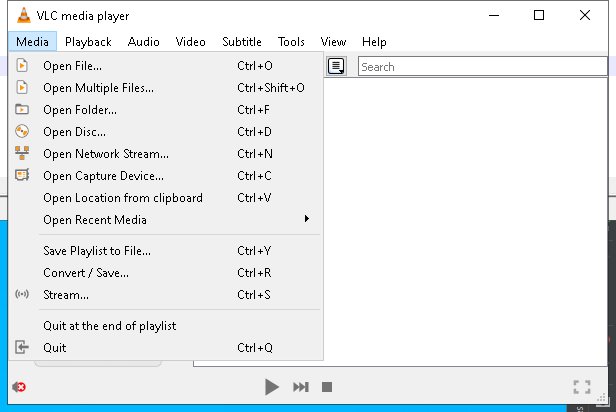 VLC media player
Media Playback Audio Video Subtitle Tools View Help
Open File... Ctrl+O
Search
Open Multiple Files... Ctrl+Shift+O
Open Folder... Ctrl+F
Open Disc... Ctrl+D
Open Network Stream... Ctrl+N
Open Capture Device... Ctrl+C
Open Location from clipboard Ctrl+V
Open Recent Media
Save Playlist to File... Ctrl+Y
Convert / Save... Ctrl+R
Stream... Ctrl+S
Quit at the end of playlist
Quit Ctrl+Q